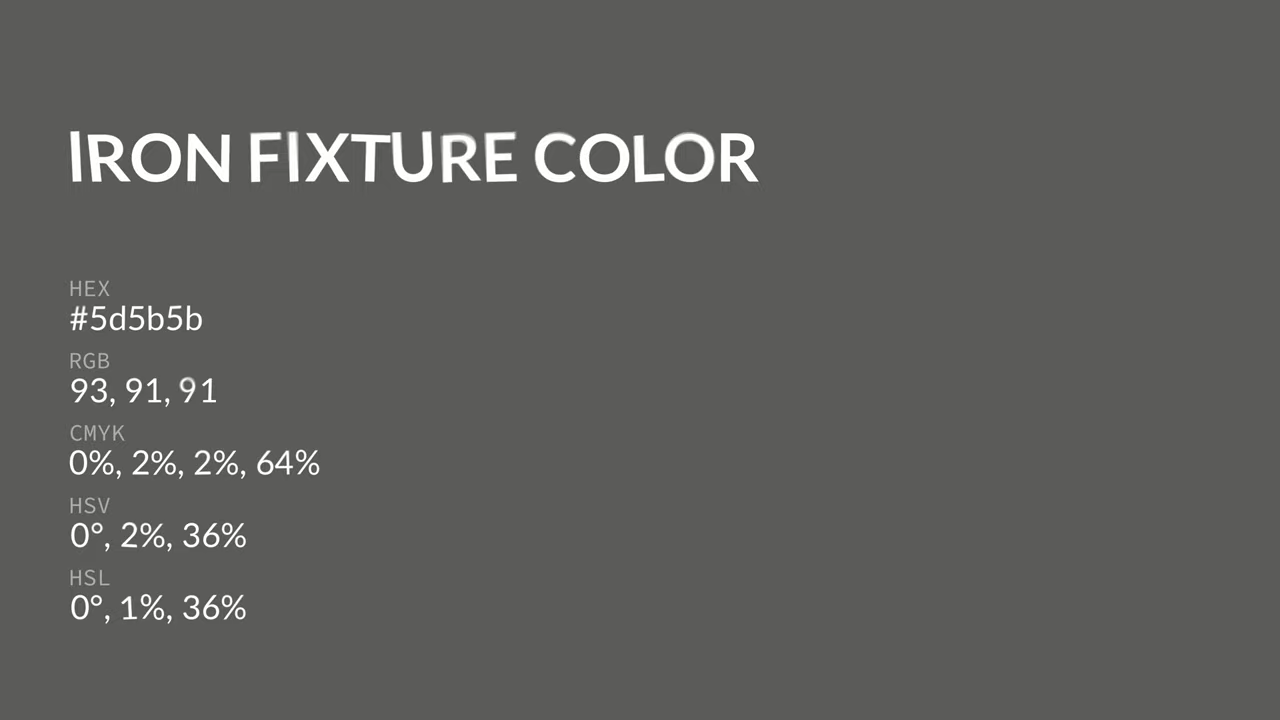 IRON FIXTURE COLOR
HEX
#5d5b5b
RGB
93, 91, 91
CMYK
0%, 2%, 2%, 64%
HSV
0°, 2%, 36%
HSL
0°, 1%, 36%